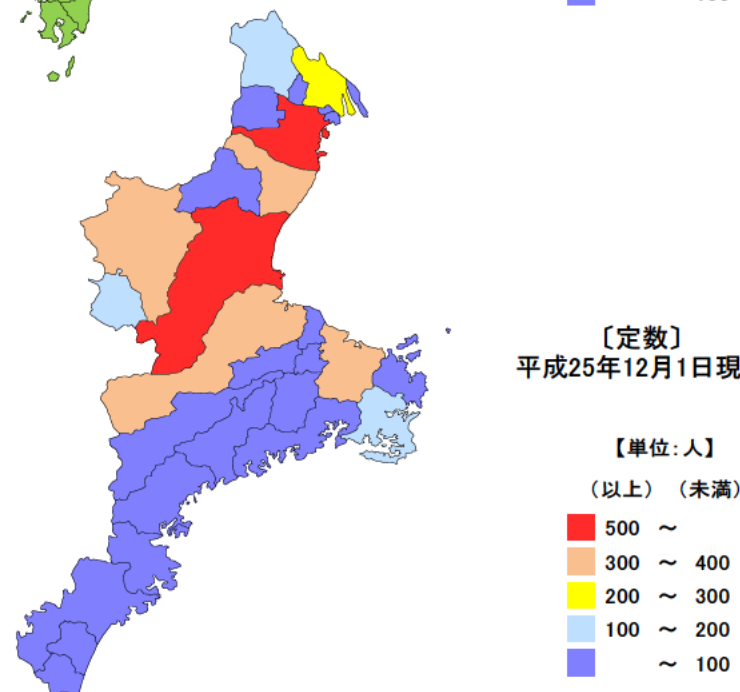 〔定数〕
平成25年12月1日現
【単位:人】
(以上) (未満)
500 ～
300 ～ 400
200 ～ 300
100 ～ 200
～ 100